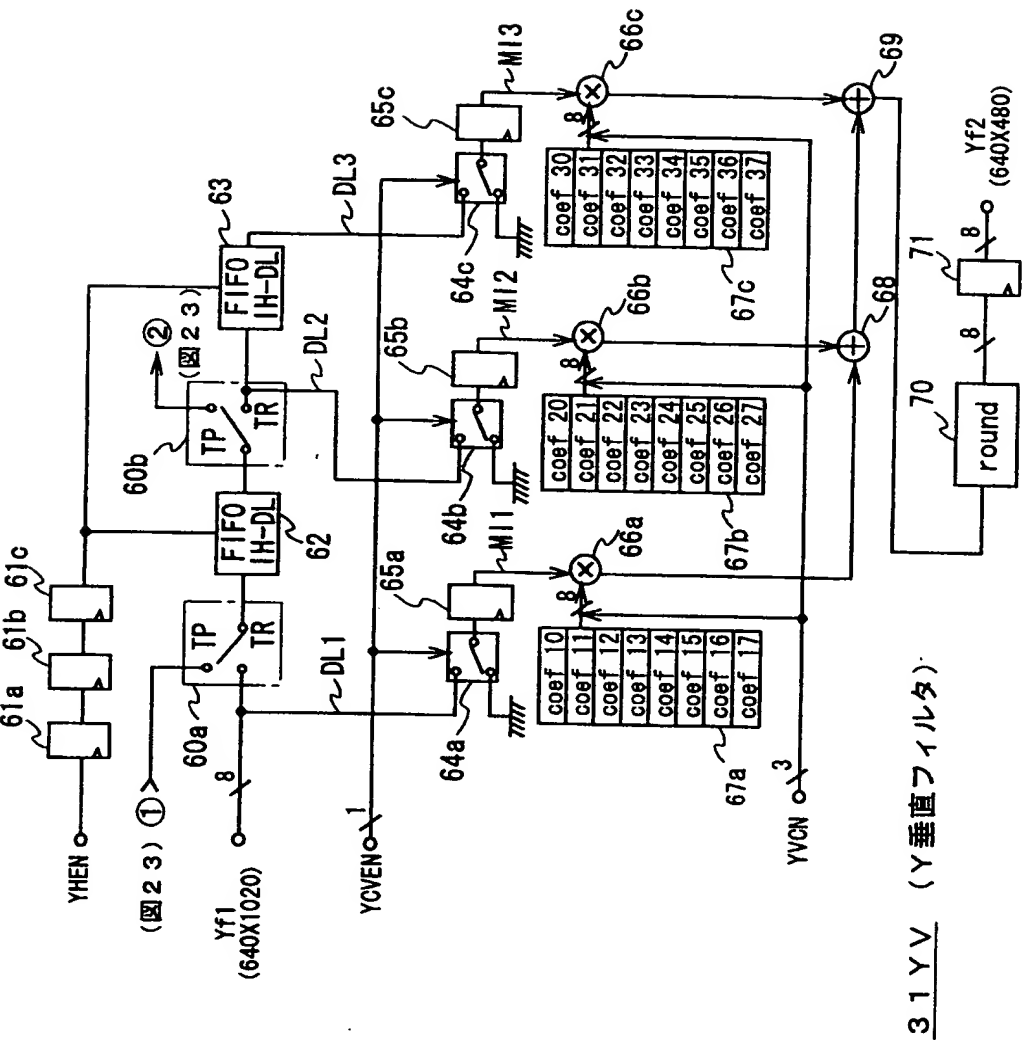 YHEN
61a
61b
61c
(図23) ①
60a
TP
TR
62
FIFO
1H-DL
60b
TP
TR
②
(図23)
63
FIFO
1H-DL
Yf1
(640X1020)
8
DL1
DL2
DL3
YCVEN
1
64a
65a
MI1
64b
65b
MI2
64c
65c
MI3
66a
8
66b
8
66c
8
coef 10
coef 11
coef 12
coef 13
coef 14
coef 15
coef 16
coef 17
67a
coef 20
coef 21
coef 22
coef 23
coef 24
coef 25
coef 26
coef 27
67b
coef 30
coef 31
coef 32
coef 33
coef 34
coef 35
coef 36
coef 37
67c
YVCN
3
68
69
70
round
8
71
8
Yf2
(640X480)
31YV (Y垂直フィルタ)